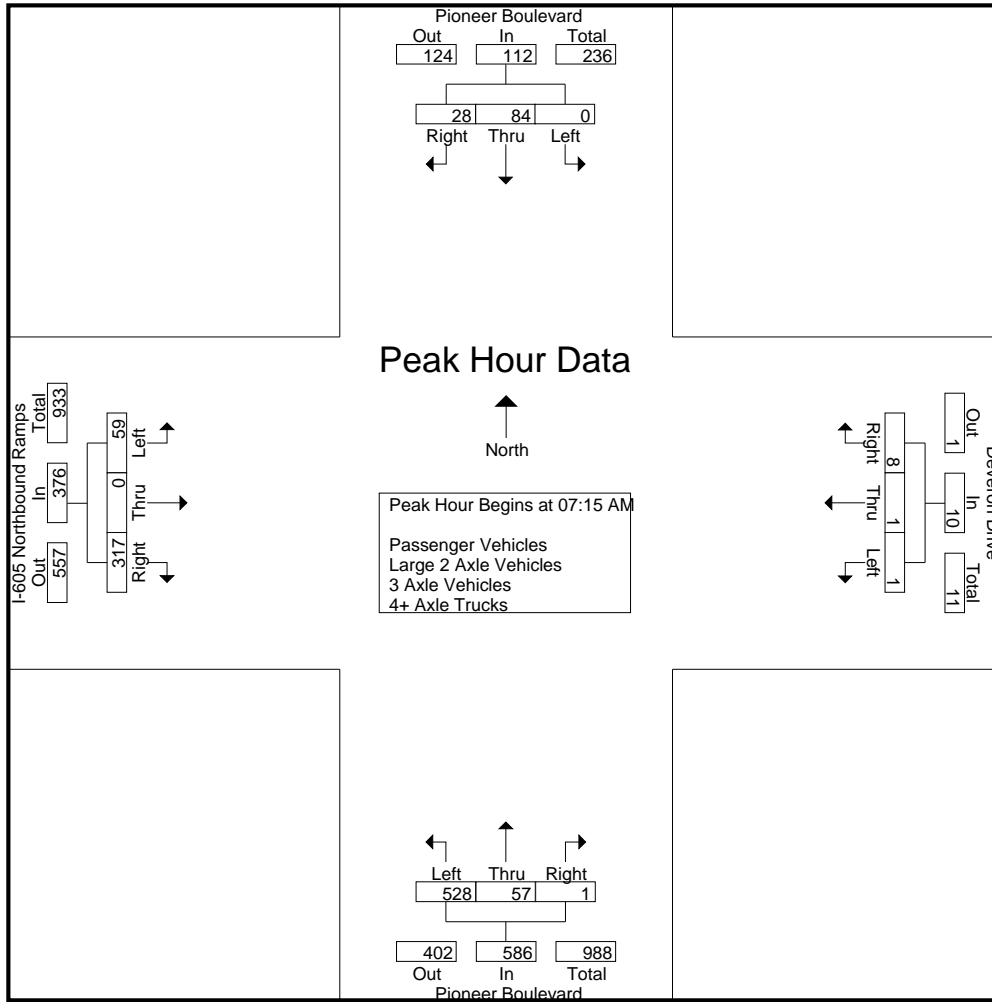 Pioneer Boulevard
Out In Total
124 112 236
28 84 0
Right Thru Left
Peak Hour Data
North
Peak Hour Begins at 07:15 AM
Passenger Vehicles
Large 2 Axle Vehicles
3 Axle Vehicles
4+ Axle Trucks
I-605 Northbound Ramps
Out In Total
557 376 933
59 0 317
Left Thru Right
Drive
Out In Total
1 10 11
8 1 1
Right Thru Left
Left Thru Right
528 57 1
402 586 988
Out In Total
Pioneer Boulevard